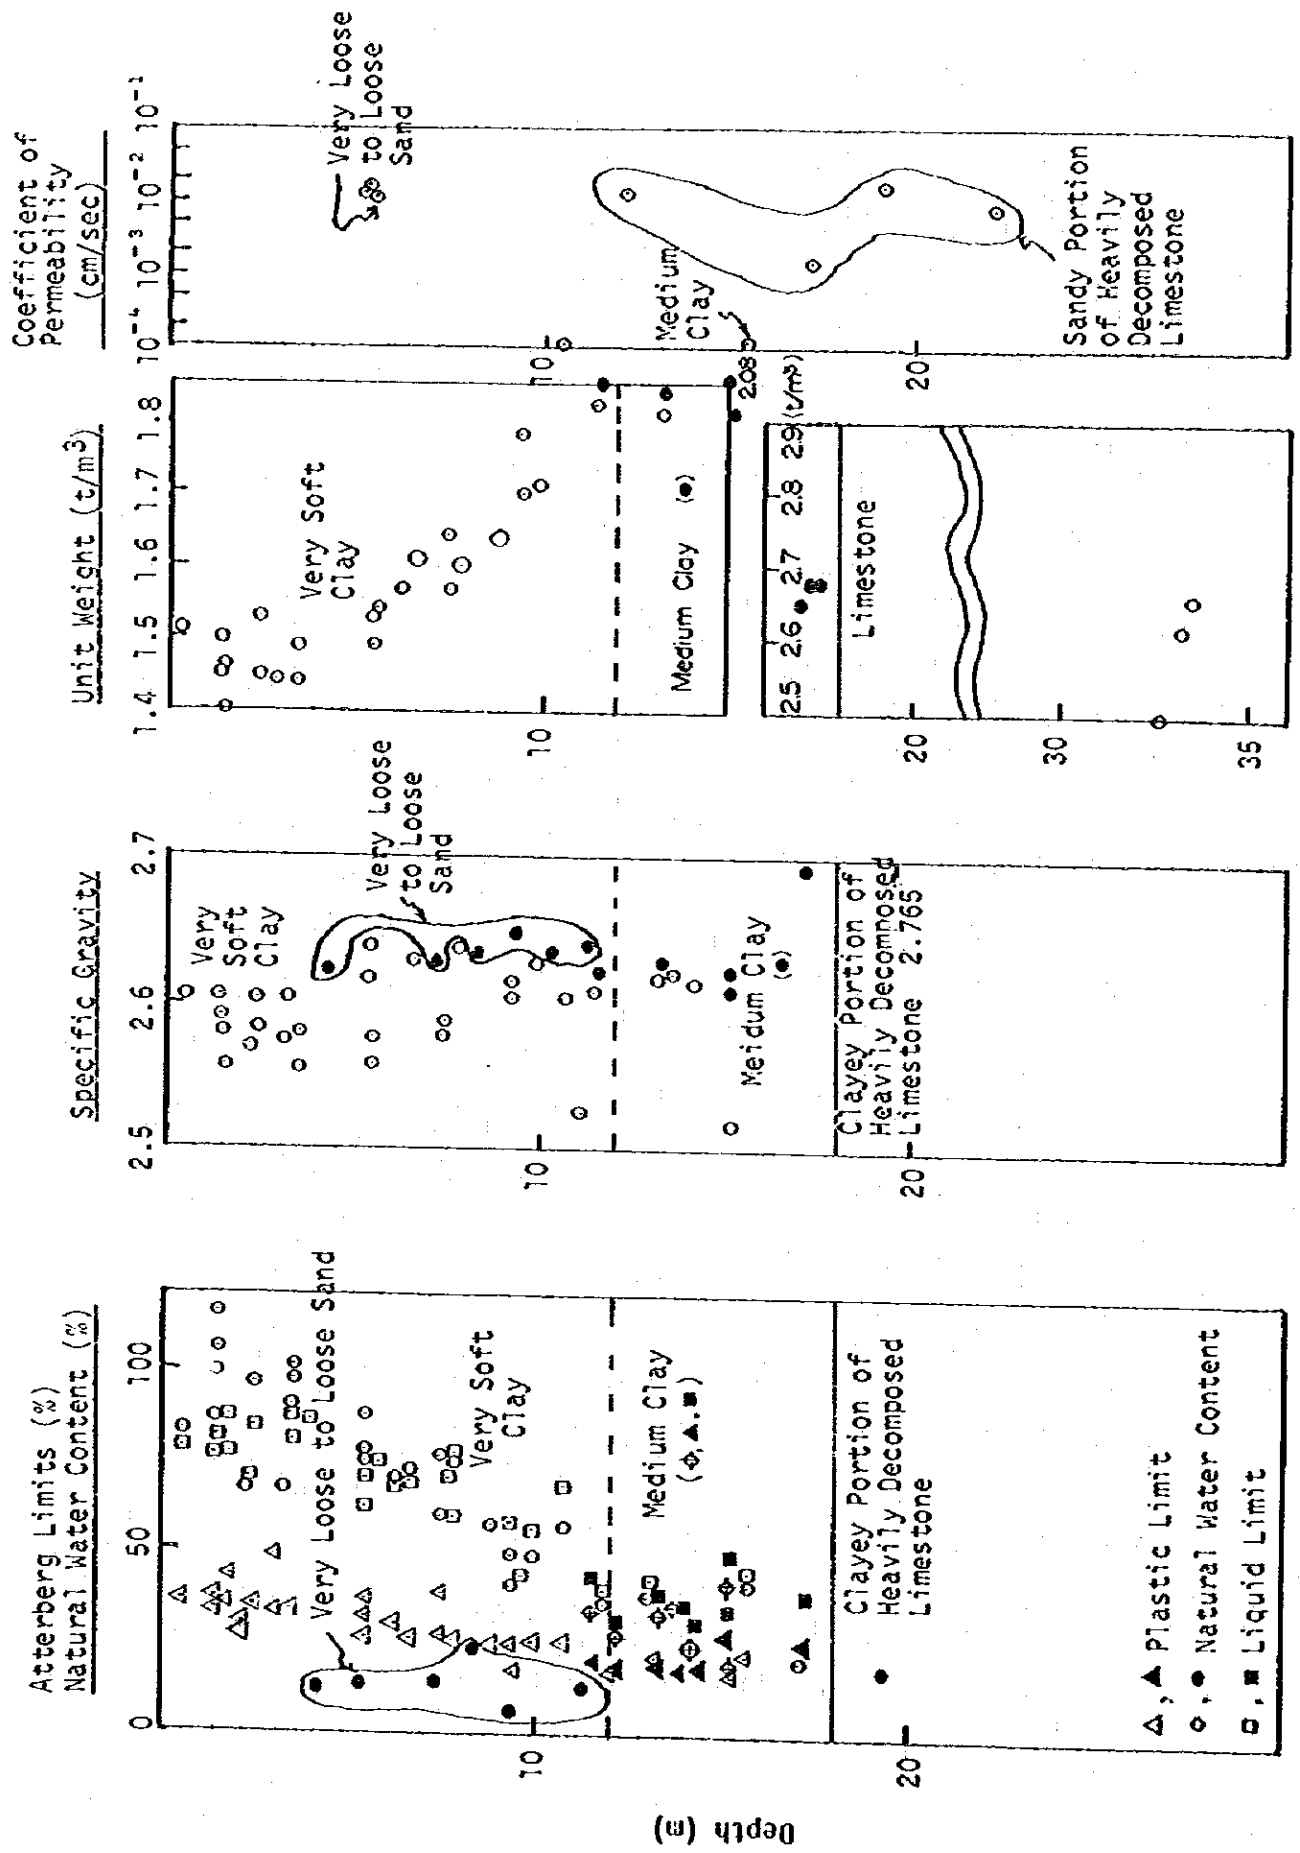 Atterberg Limits (%)
Natural Water Content (%)
0
50
100
10
20
Depth (m)
Very Loose to Loose Sand
Very Soft
Clay
Medium Clay
Clayey Portion of
Heavily Decomposed
Limestone
Plastic Limit
Natural Water Content
Liquid Limit
Specific Gravity
2.5
2.6
2.7
10
20
Very
Soft
Clay
Very Loose
to Loose
Sand
Meidum Clay
Clayey Portion of
Heavily Decomposed
Limestone 2.765
Unit Weight (t/m³)
1.4
1.5
1.6
1.7
1.8
10
Very Soft
Clay
Medium Clay
2.08
2.5
2.6
2.7
2.8
2.9 (t/m³)
Limestone
20
30
35
Coefficient of
Permeability
(cm/sec)
10⁻⁴
10⁻³
10⁻²
10⁻¹
10
20
Very Loose
to Loose
Sand
Medium
Clay
Sandy Portion
of Heavily
Decomposed
Limestone